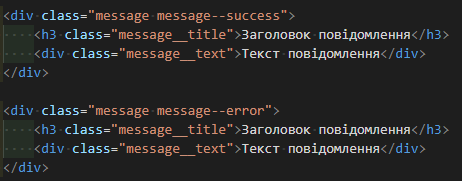 <div class="message message--success">
    <h3 class="message__title">Заголовок повідомлення</h3>
    <div class="message__text">Текст повідомлення</div>
</div>

<div class="message message--error">
    <h3 class="message__title">Заголовок повідомлення</h3>
    <div class="message__text">Текст повідомлення</div>
</div>